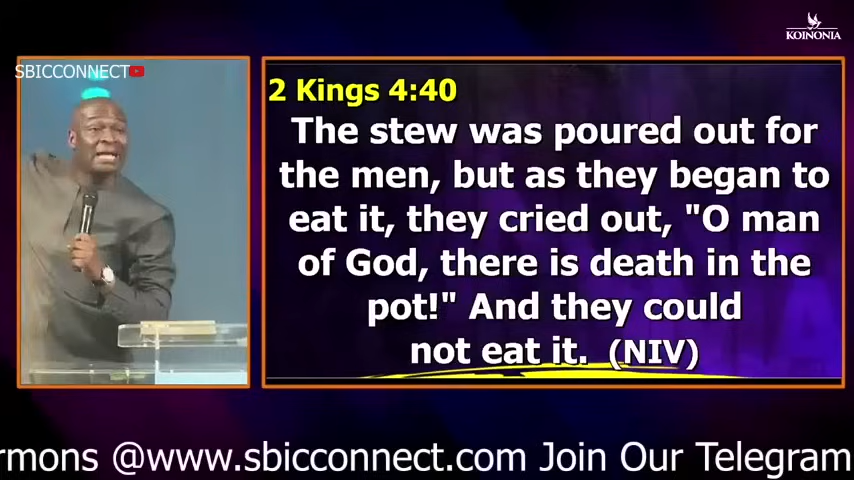 KOINONIA
SBICCONNECT
2 Kings 4:40
The stew was poured out for
the men, but as they began to
eat it, they cried out, "O man
of God, there is death in the
pot!" And they could
not eat it. (NIV)
rmons @www.sbicconnect.com Join Our Telegram